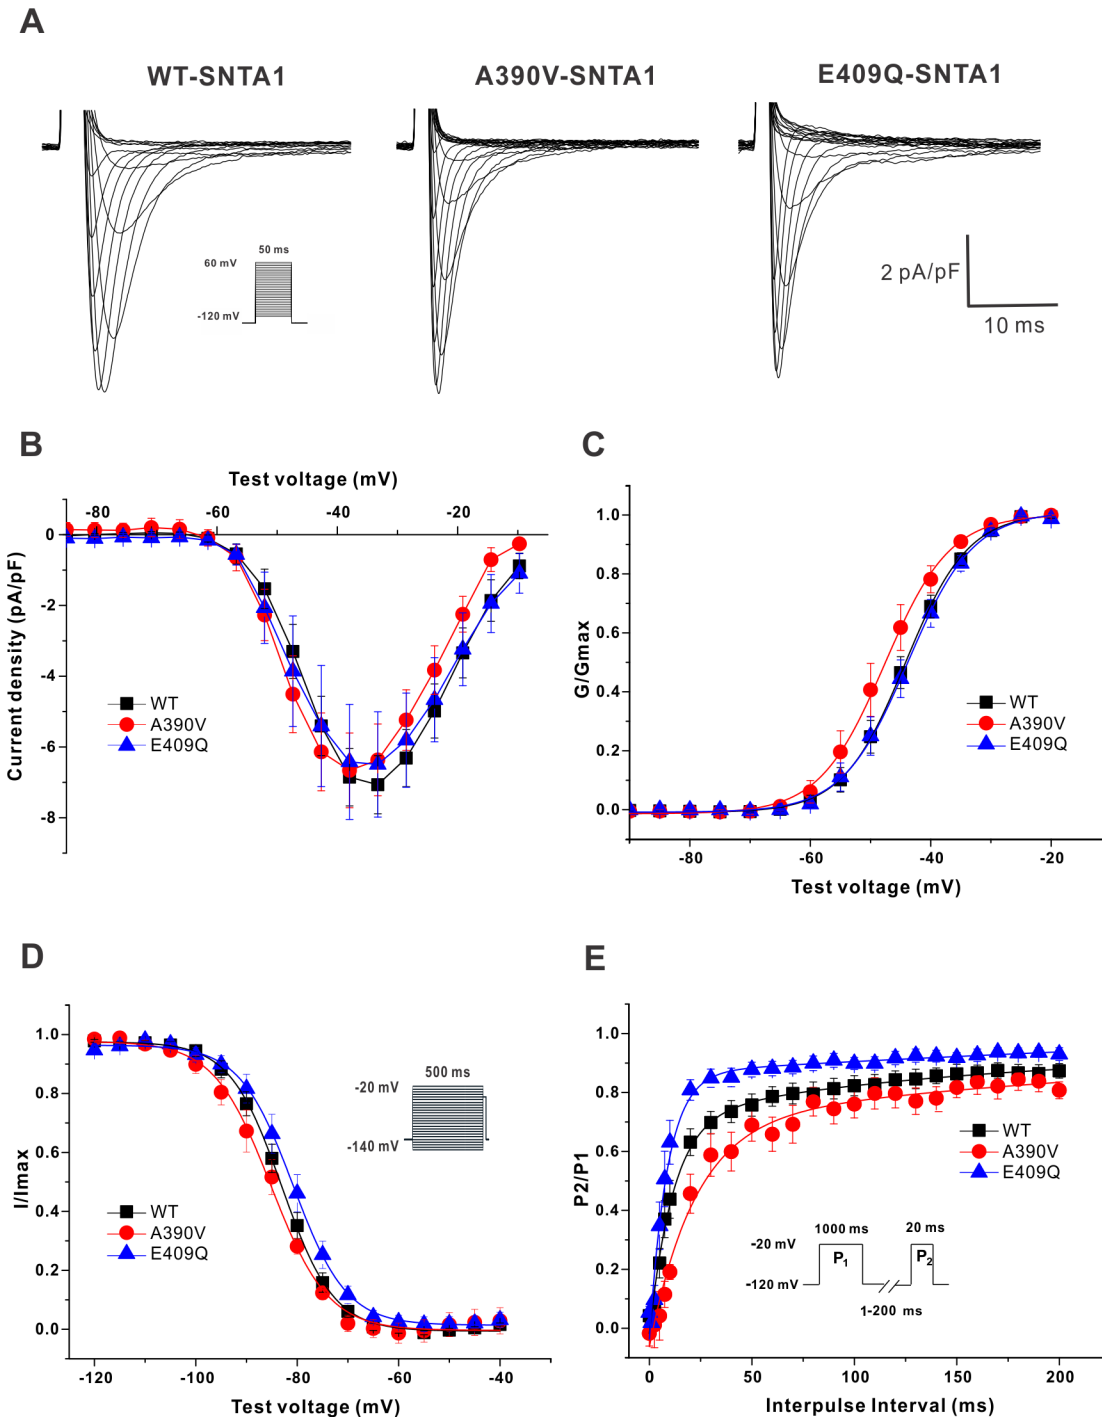 A
WT-SNTA1
A390V-SNTA1
E409Q-SNTA1
50 ms
60 mV
-120 mV
2 pA/pF
10 ms
B
Test voltage (mV)
-80 -60 -40 -20
0
-2
-4
-6
-8
Current density (pA/pF)
WT
A390V
E409Q
C
1.0
0.8
0.6
0.4
0.2
0.0
G/Gmax
WT
A390V
E409Q
-80 -60 -40 -20
Test voltage (mV)
D
1.0
0.8
0.6
0.4
0.2
0.0
I/Imax
500 ms
-20 mV
-140 mV
WT
A390V
E409Q
-120 -100 -80 -60 -40
Test voltage (mV)
E
1.0
0.8
0.6
0.4
0.2
0.0
P2/P1
WT
A390V
E409Q
1000 ms 20 ms
-20 mV
P1 P2
-120 mV
1-200 ms
0 50 100 150 200
Interpulse Interval (ms)